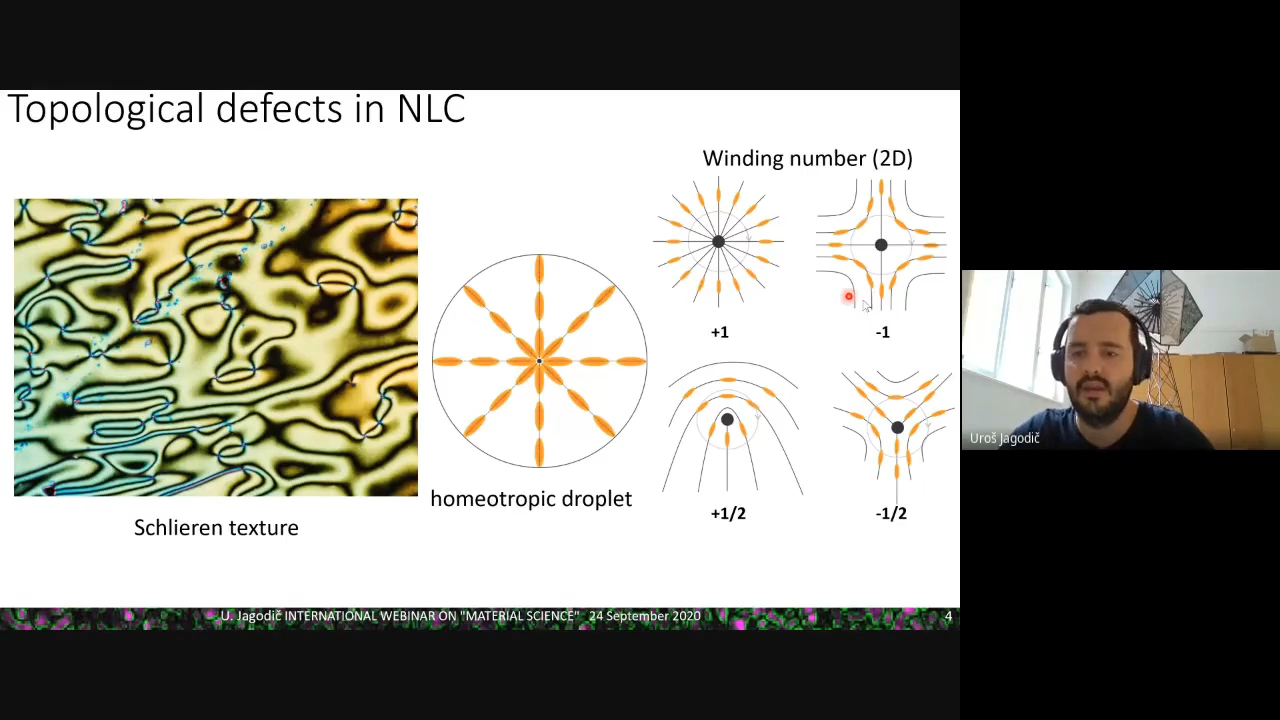 Topological defects in NLC
Winding number (2D)
+1
-1
homeotropic droplet
+1/2
-1/2
Schlieren texture
U. Jagodič INTERNATIONAL WEBINAR ON "MATERIAL SCIENCE" 24 September 2020
4
Uroš Jagodič